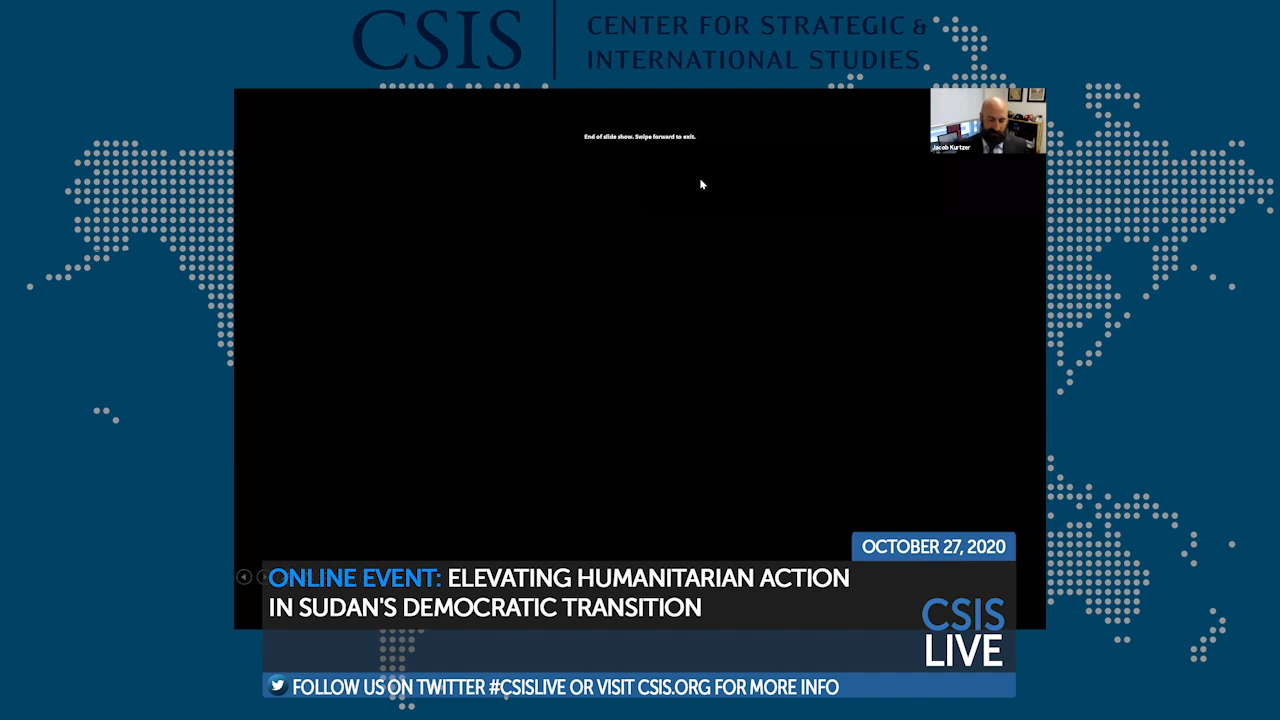 CSIS
CENTER FOR STRATEGIC &
INTERNATIONAL STUDIES
End of slide show. Swipe forward to exit.
Jacob Kurtzer
OCTOBER 27, 2020
ONLINE EVENT: ELEVATING HUMANITARIAN ACTION
IN SUDAN'S DEMOCRATIC TRANSITION
CSIS
LIVE
FOLLOW US ON TWITTER #CSISLIVE OR VISIT CSIS.ORG FOR MORE INFO